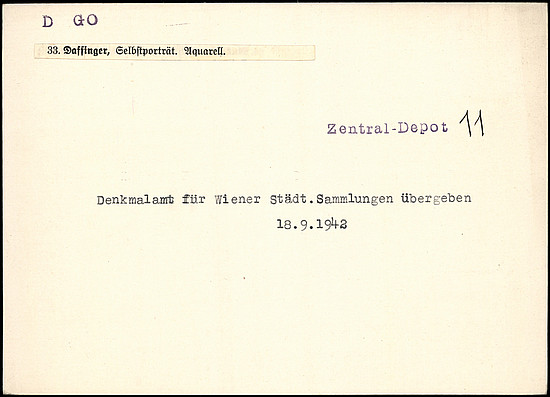 D GO
33. Daffinger, Selbstporträt. Aquarell.
Zentral-Depot 11
Denkmalamt für Wiener Städt.Sammlungen übergeben
18.9.1942